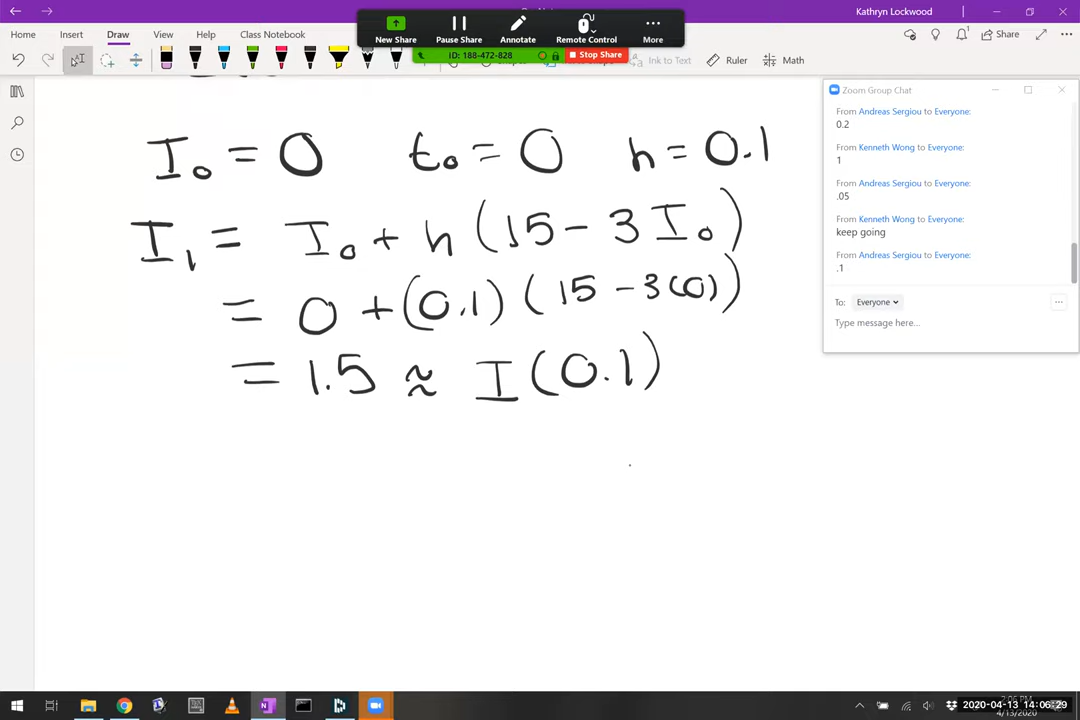 Kathryn Lockwood
New Share
Pause Share
Annotate
Remote Control
More
ID: 188-472-828
Stop Share
Home Insert Draw View Help Class Notebook
Share
Ink to Text
Ruler
Math
I₀ = 0 t₀ = 0 h = 0.1
I₁ = I₀ + h (15 - 3 I₀)
= 0 + (0.1) (15 - 3(0))
= 1.5 ≈ I(0.1)
Zoom Group Chat
From Andreas Sergiou to Everyone:
0.2
From Kenneth Wong to Everyone:
1
From Andreas Sergiou to Everyone:
.05
From Kenneth Wong to Everyone:
keep going
From Andreas Sergiou to Everyone:
.1
To: Everyone
Type message here...
2020-04-13 14:06:29